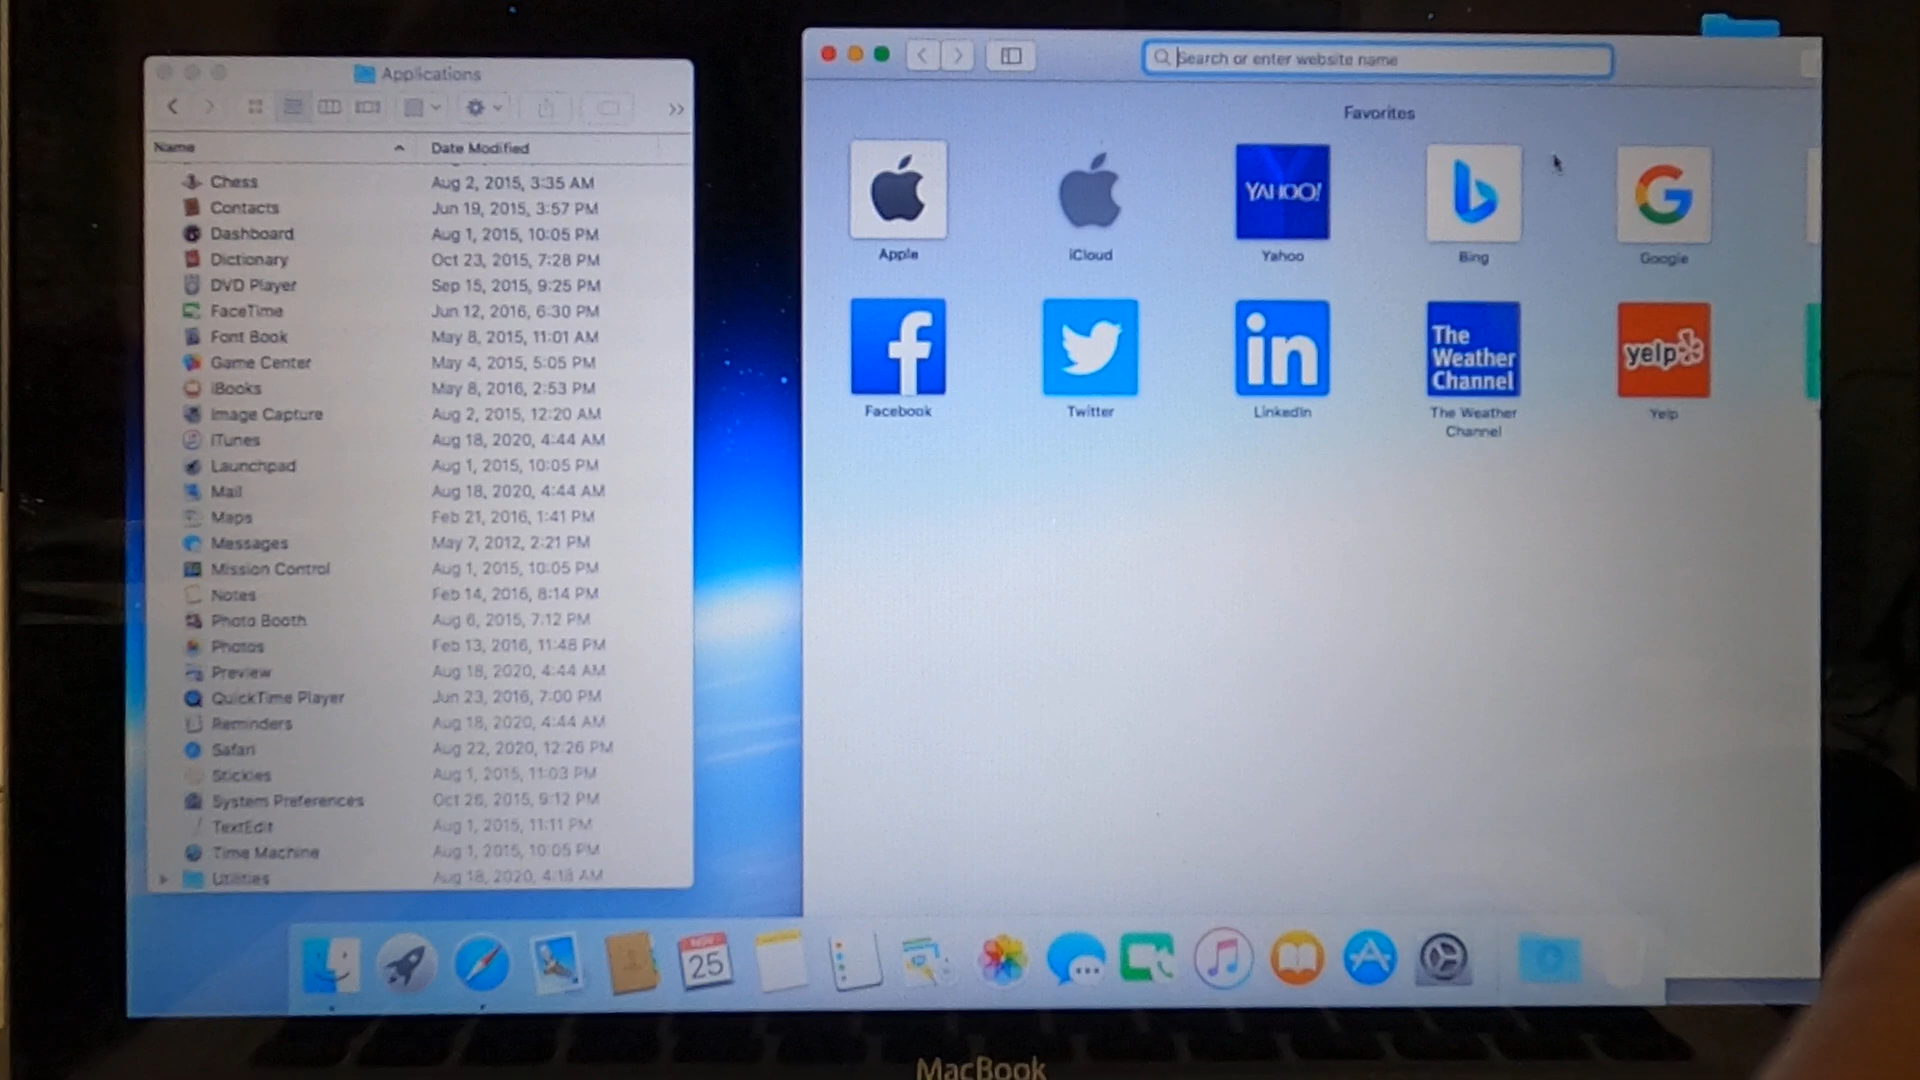 Applications
Name
Date Modified
Chess Aug 2, 2015, 3:35 AM
Contacts Jun 19, 2015, 3:57 PM
Dashboard Aug 1, 2015, 10:05 PM
Dictionary Oct 23, 2015, 7:28 PM
DVD Player Sep 15, 2015, 9:25 PM
FaceTime Jun 12, 2016, 6:30 PM
Font Book May 8, 2015, 11:01 AM
Game Center May 4, 2015, 5:05 PM
iBooks May 8, 2016, 2:53 PM
Image Capture Aug 2, 2015, 12:20 AM
iTunes Aug 18, 2020, 4:44 AM
Launchpad Aug 1, 2015, 10:05 PM
Mail Aug 18, 2020, 4:44 AM
Maps Feb 21, 2016, 1:41 PM
Messages May 7, 2012, 2:21 PM
Mission Control Aug 1, 2015, 10:05 PM
Notes Feb 14, 2016, 8:14 PM
Photo Booth Aug 6, 2015, 7:12 PM
Photos Feb 13, 2016, 11:48 PM
Preview Aug 18, 2020, 4:44 AM
QuickTime Player Jun 23, 2016, 7:00 PM
Reminders Aug 18, 2020, 4:44 AM
Safari Aug 22, 2020, 12:26 PM
Stickies Aug 1, 2015, 11:03 PM
System Preferences Oct 26, 2015, 9:12 PM
TextEdit Aug 1, 2015, 11:11 PM
Time Machine Aug 1, 2015, 10:05 PM
Utilities Aug 18, 2020, 4:18 AM
Search or enter website name
Favorites
YAHOO!
Apple
iCloud
Yahoo
Bing
Google
The
Weather
Channel
in
yelp
Facebook
Twitter
LinkedIn
The Weather
Channel
Yelp
NOV
25
MacBook